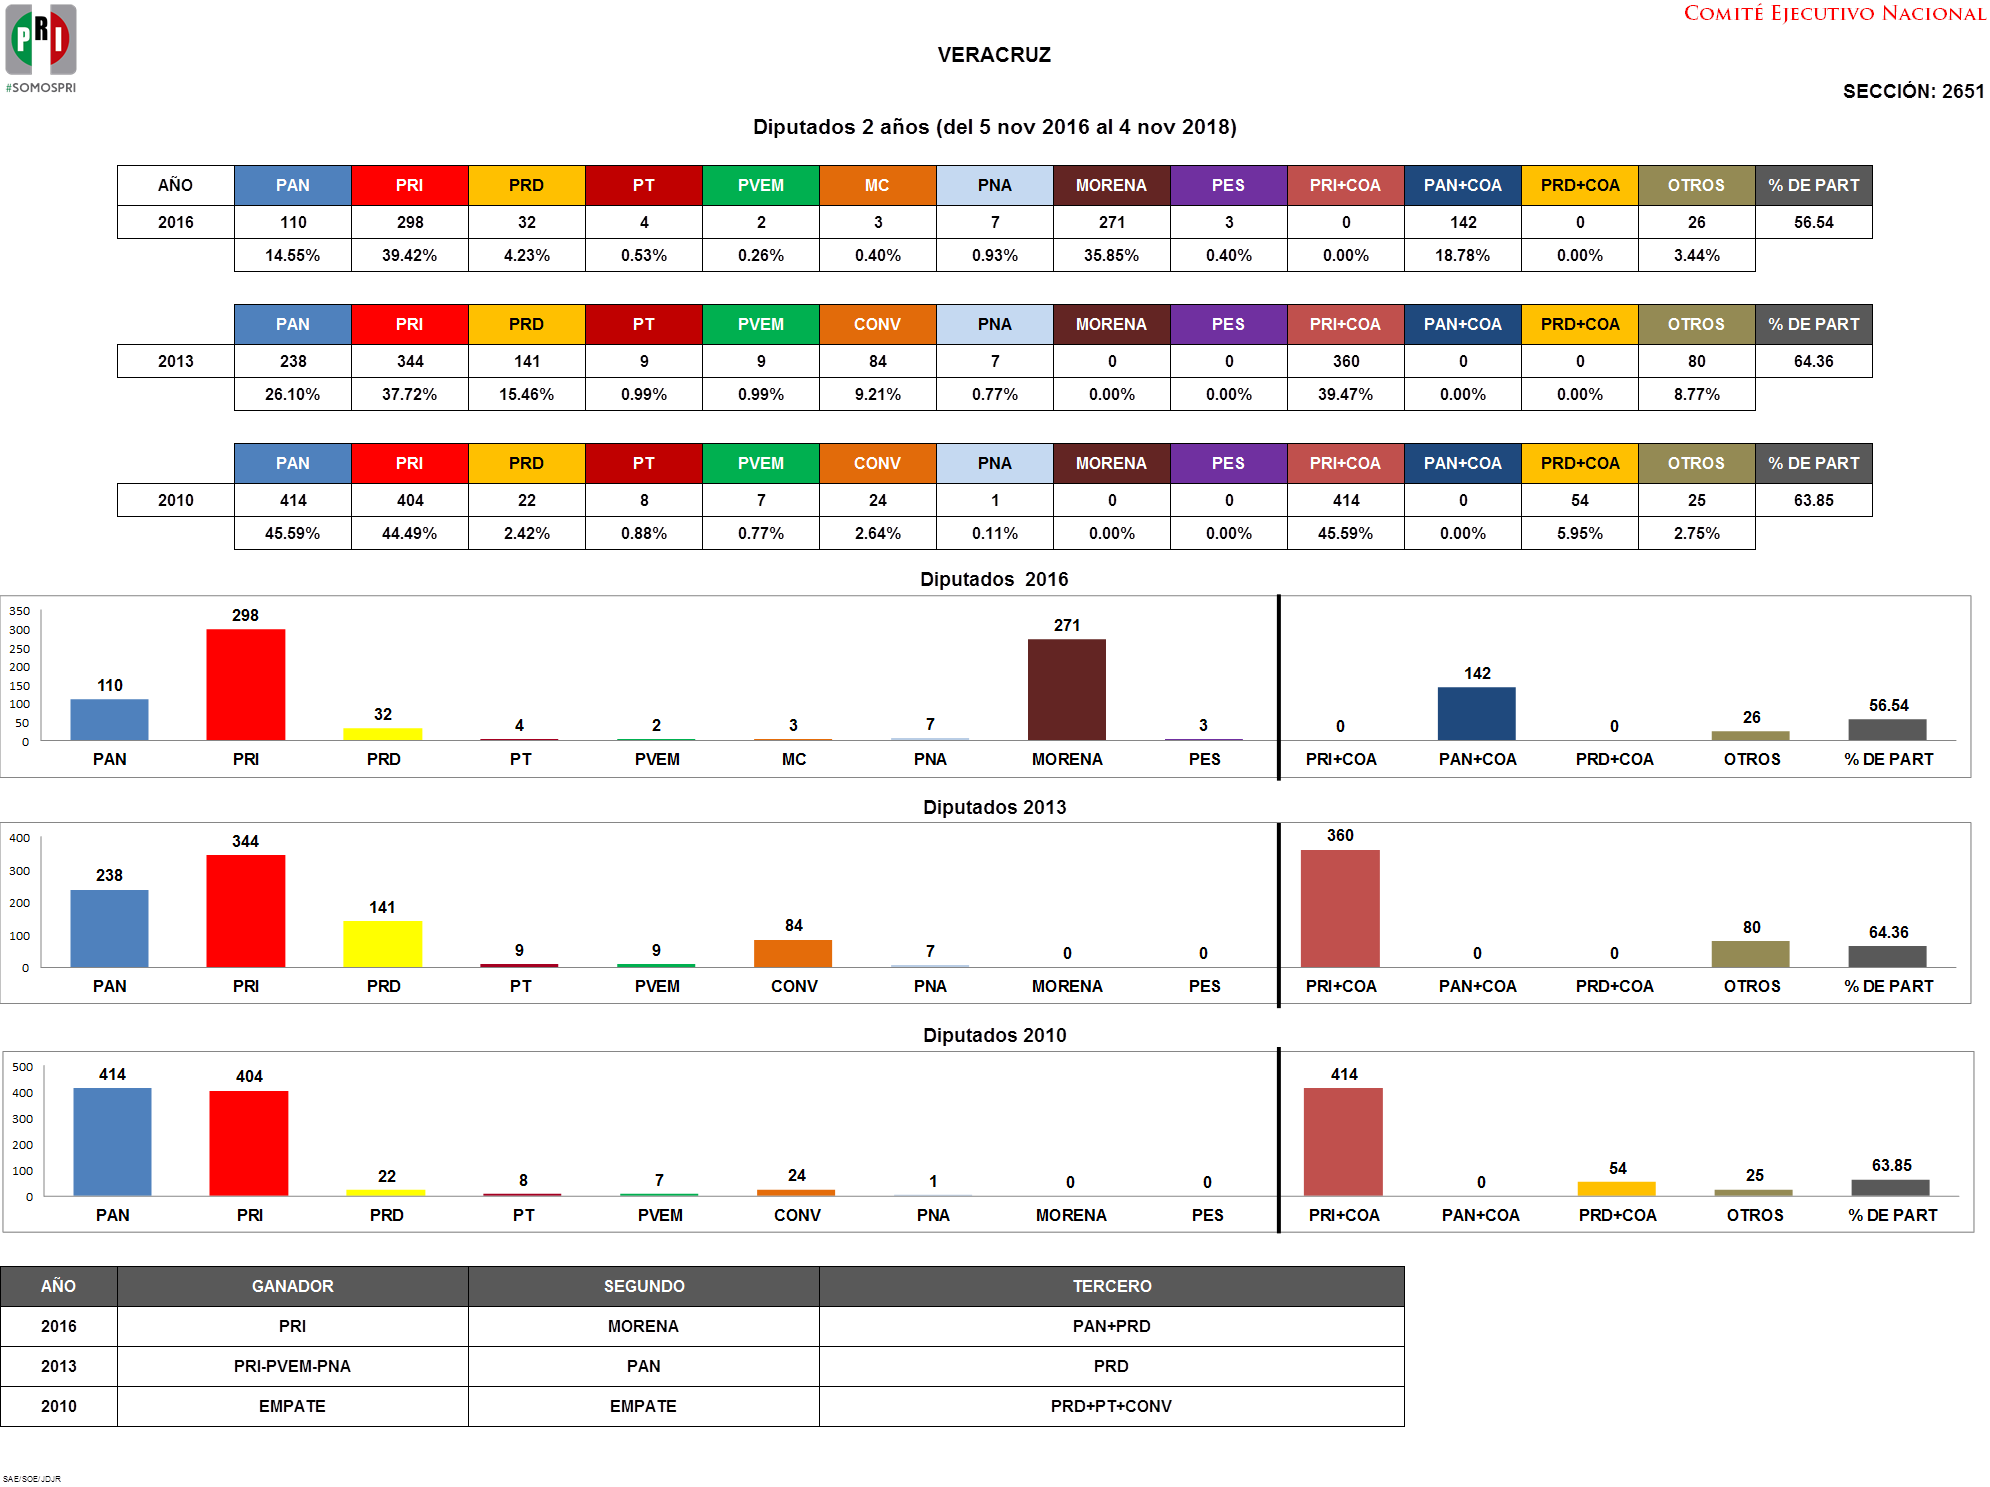 PRI
#SOMOSPRI
COMITÉ EJECUTIVO NACIONAL
VERACRUZ
SECCIÓN: 2651
Diputados 2 años (del 5 nov 2016 al 4 nov 2018)
AÑO PAN PRI PRD PT PVEM MC PNA MORENA PES PRI+COA PAN+COA PRD+COA OTROS % DE PART
2016 110 298 32 4 2 3 7 271 3 0 142 0 26 56.54
14.55% 39.42% 4.23% 0.53% 0.26% 0.40% 0.93% 35.85% 0.40% 0.00% 18.78% 0.00% 3.44%
PAN PRI PRD PT PVEM CONV PNA MORENA PES PRI+COA PAN+COA PRD+COA OTROS % DE PART
2013 238 344 141 9 9 84 7 0 0 360 0 0 80 64.36
26.10% 37.72% 15.46% 0.99% 0.99% 9.21% 0.77% 0.00% 0.00% 39.47% 0.00% 0.00% 8.77%
PAN PRI PRD PT PVEM CONV PNA MORENA PES PRI+COA PAN+COA PRD+COA OTROS % DE PART
2010 414 404 22 8 7 24 1 0 0 414 0 54 25 63.85
45.59% 44.49% 2.42% 0.88% 0.77% 2.64% 0.11% 0.00% 0.00% 45.59% 0.00% 5.95% 2.75%
Diputados 2016
350
300
250
200
150
100
50
0
110 298 32 4 2 3 7 271 3 0 142 0 26 56.54
PAN PRI PRD PT PVEM MC PNA MORENA PES PRI+COA PAN+COA PRD+COA OTROS % DE PART
Diputados 2013
400
300
200
100
0
238 344 141 9 9 84 7 0 0 360 0 0 80 64.36
PAN PRI PRD PT PVEM CONV PNA MORENA PES PRI+COA PAN+COA PRD+COA OTROS % DE PART
Diputados 2010
500
400
300
200
100
0
414 404 22 8 7 24 1 0 0 414 0 54 25 63.85
PAN PRI PRD PT PVEM CONV PNA MORENA PES PRI+COA PAN+COA PRD+COA OTROS % DE PART
AÑO GANADOR SEGUNDO TERCERO
2016 PRI MORENA PAN+PRD
2013 PRI-PVEM-PNA PAN PRD
2010 EMPATE EMPATE PRD+PT+CONV
SAE/SOE/JDJR